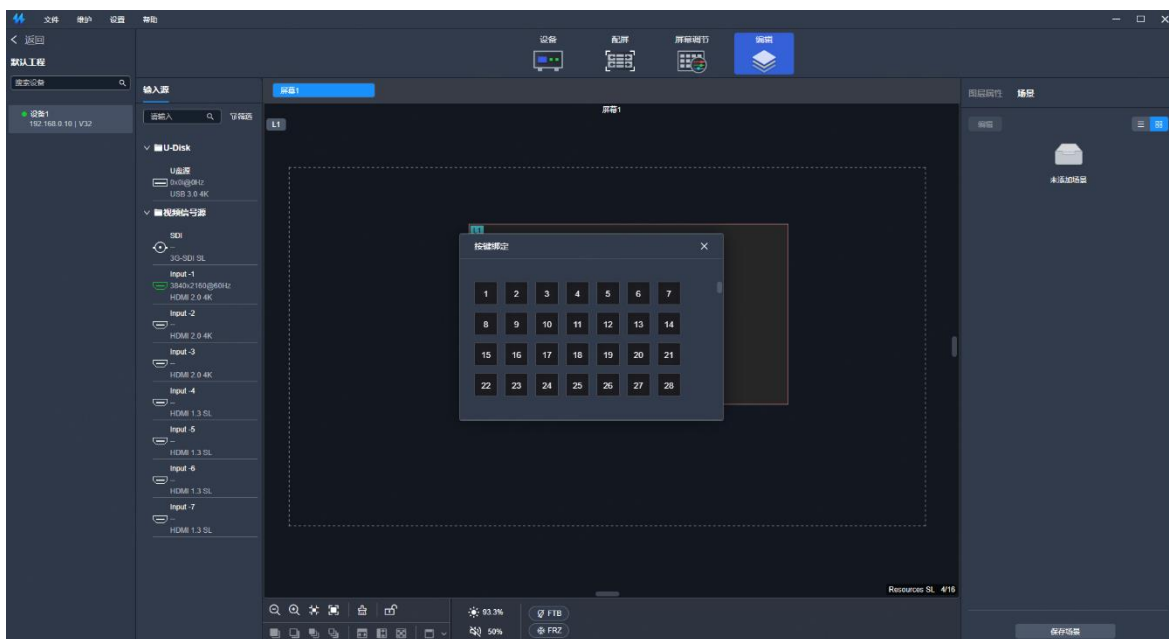 文件 维护 设置 帮助
返回
默认工程
搜索设备
设备1
192.168.0.10 | V32
设备 配屏 屏幕调节 编辑
输入源
请输入 筛选
U-Disk
U盘源
0x0i@0Hz
USB 3.0 4K
视频信号源
SDI
--
3G-SDI SL
Input -1
3840x2160@60Hz
HDMI 2.0 4K
Input -2
--
HDMI 2.0 4K
Input -3
--
HDMI 2.0 4K
Input -4
--
HDMI 1.3 SL
Input -5
--
HDMI 1.3 SL
Input -6
--
HDMI 1.3 SL
Input -7
--
HDMI 1.3 SL
屏幕1
屏幕1
L1
L1
按键绑定
1 2 3 4 5 6 7
8 9 10 11 12 13 14
15 16 17 18 19 20 21
22 23 24 25 26 27 28
Resources SL 4/16
93.3% FTB
50% FRZ
图层属性 场景
编辑
未添加场景
保存场景